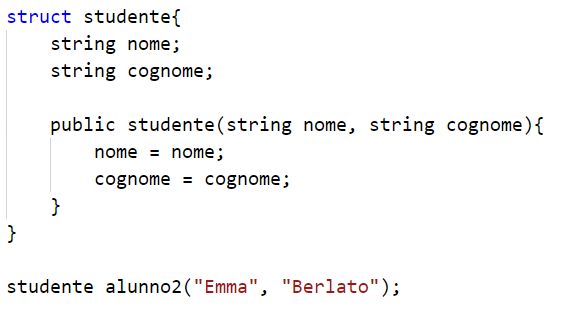 struct studente{
string nome;
string cognome;
public studente(string nome, string cognome){
nome = nome;
cognome = cognome;
}
}
studente alunno2("Emma", "Berlato");